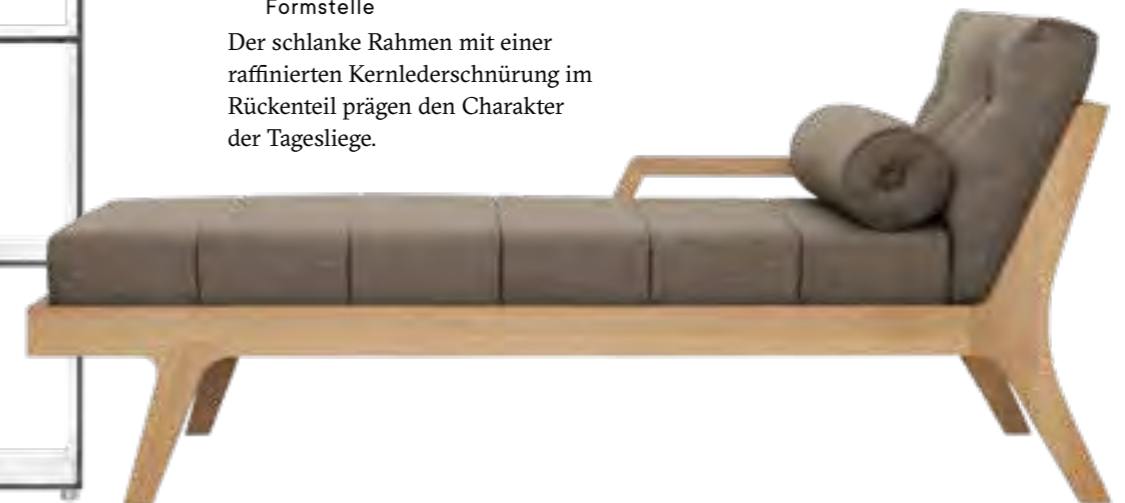 Formstelle
Der schlanke Rahmen mit einer
raffinierten Kernlederschnürung im
Rückenteil prägen den Charakter
der Tagesliege.